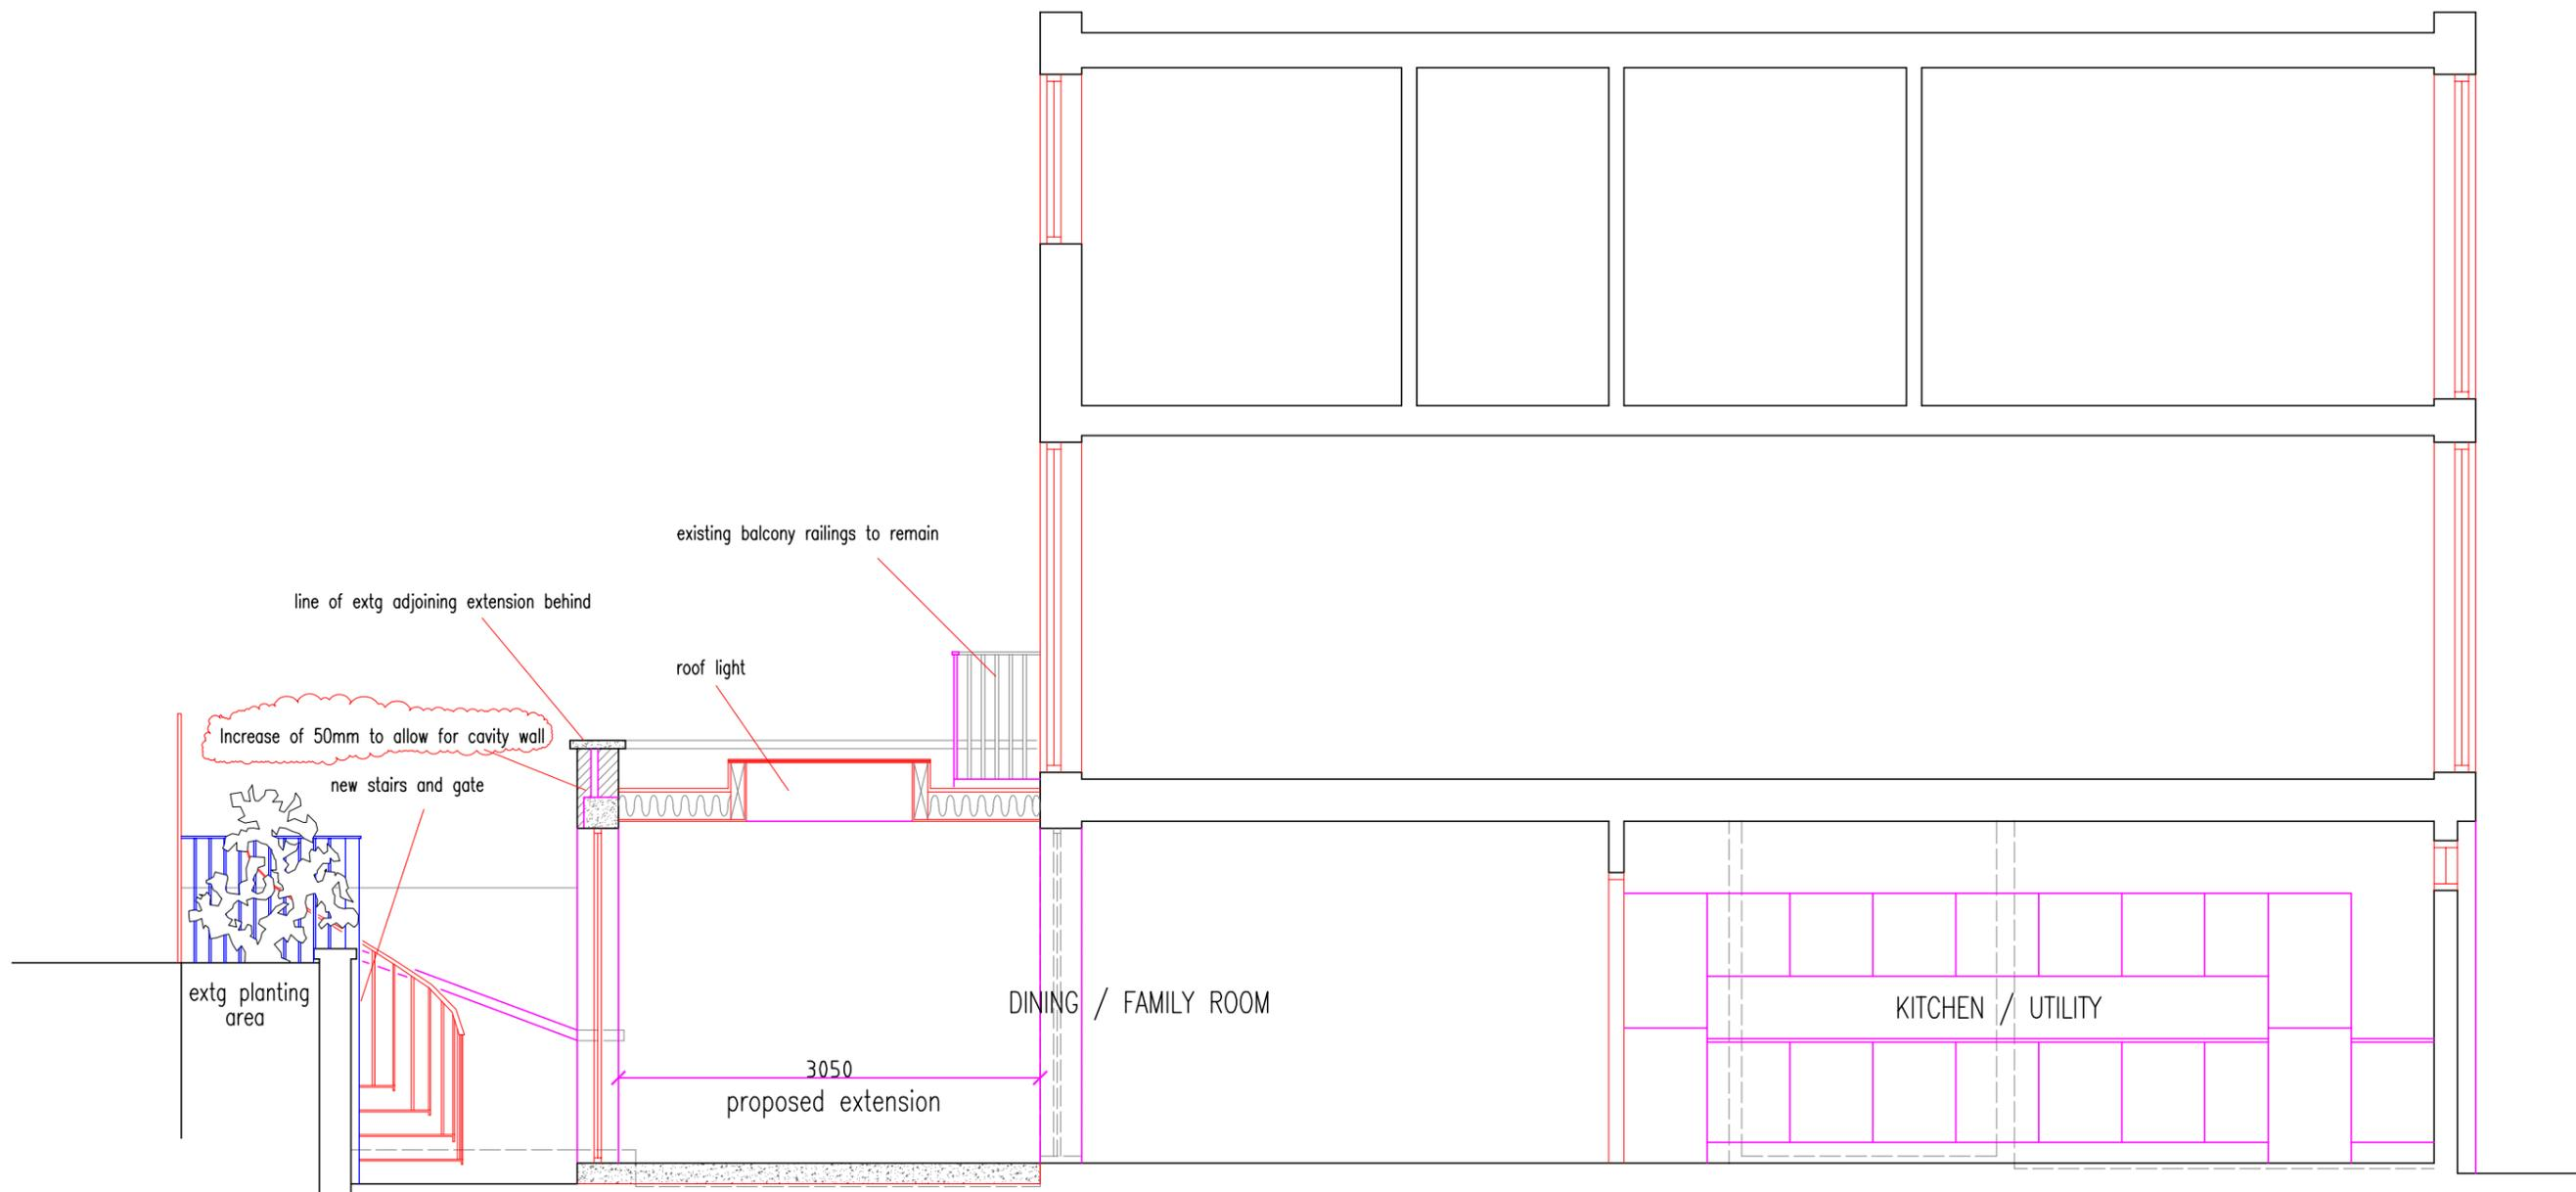 existing balcony railings to remain
line of extg adjoining extension behind
roof light
Increase of 50mm to allow for cavity wall
new stairs and gate
extg planting
area
DINING / FAMILY ROOM
KITCHEN / UTILITY
3050
proposed extension